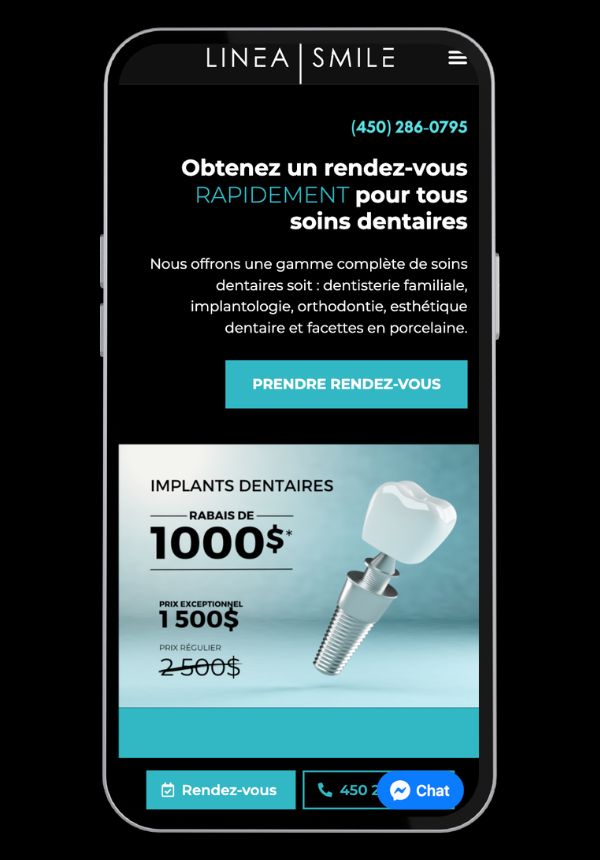 LINEA | SMILE
(450) 286-0795
Obtenez un rendez-vous
RAPIDEMENT pour tous
soins dentaires
Nous offrons une gamme complète de soins
dentaires soit : dentisterie familiale,
implantologie, orthodontie, esthétique
dentaire et facettes en porcelaine.
PRENDRE RENDEZ-VOUS
IMPLANTS DENTAIRES
RABAIS DE
1000$*
PRIX EXCEPTIONNEL
1 500$
PRIX RÉGULIER
2 500$
Rendez-vous
450 2
Chat